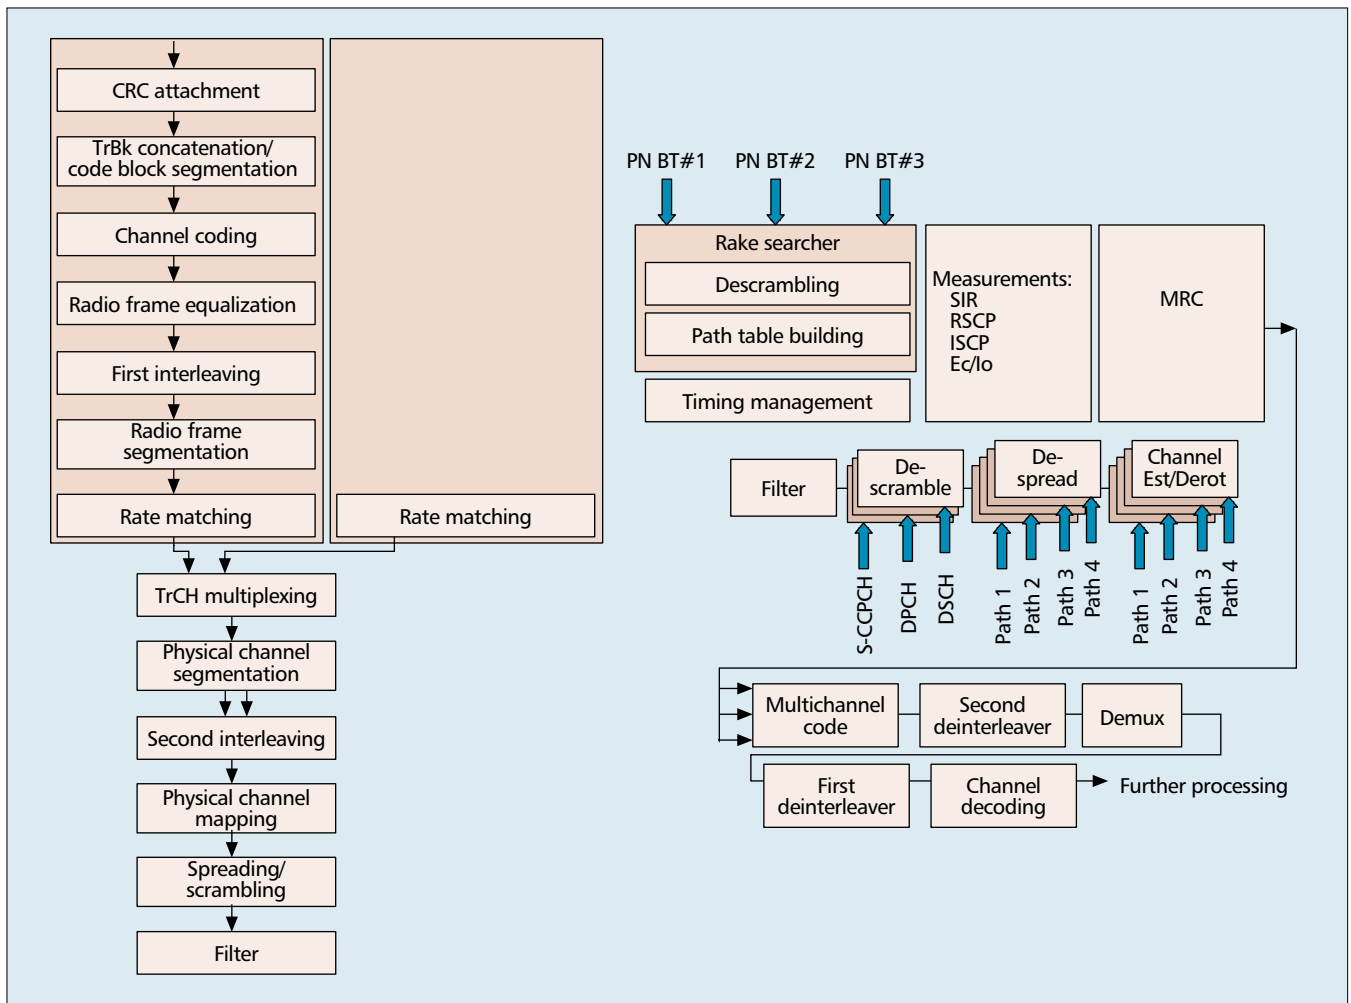 CRC attachment
TrBk concatenation/
code block segmentation
Channel coding
Radio frame equalization
First interleaving
Radio frame
segmentation
Rate matching
Rate matching
TrCH multiplexing
Physical channel
segmentation
Second interleaving
Physical channel
mapping
Spreading/
scrambling
Filter
PN BT#1
PN BT#2
PN BT#3
Rake searcher
Descrambling
Path table building
Timing management
Measurements:
SIR
RSCP
ISCP
Ec/Io
MRC
Filter
De-
scramble
De-
spread
Channel
Est/Derot
S-CCPCH
DPCH
DSCH
Path 1
Path 2
Path 3
Path 4
Path 1
Path 2
Path 3
Path 4
Multichannel
code
Second
deinterleaver
Demux
First
deinterleaver
Channel
decoding
Further processing